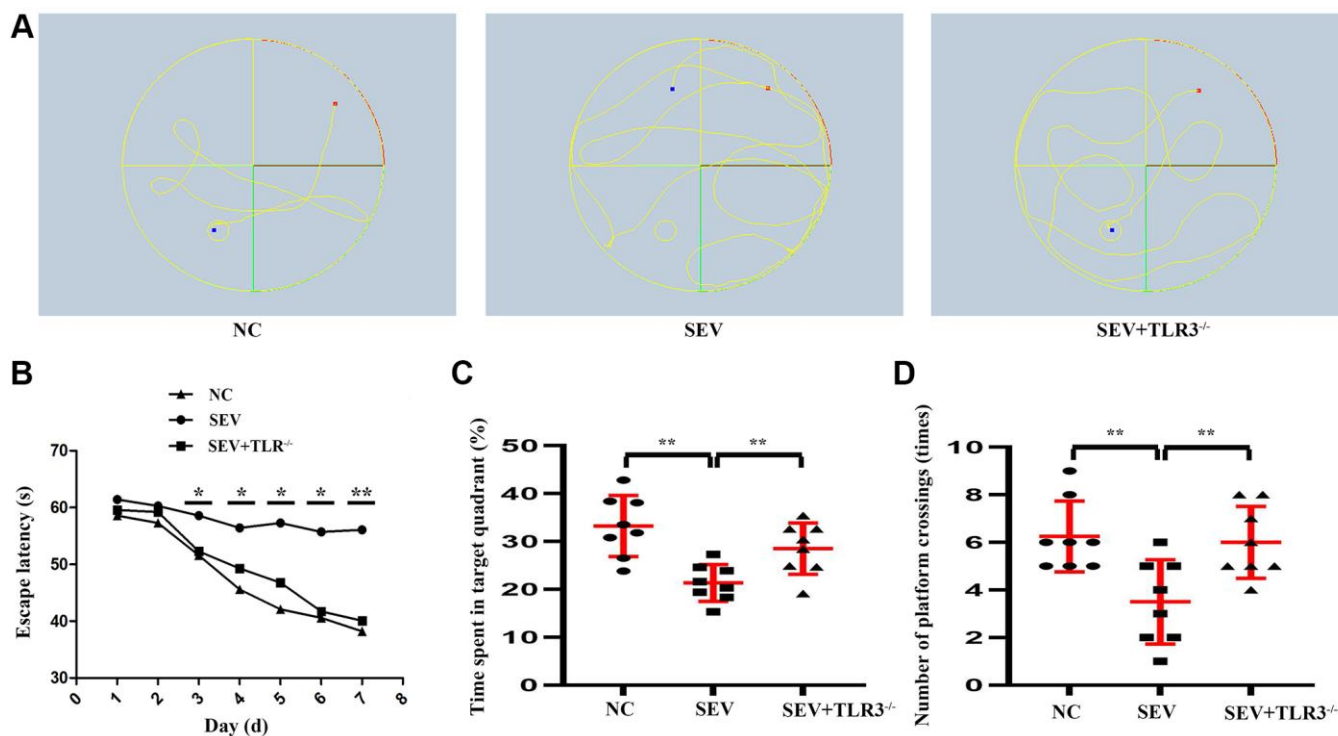 A
NC
SEV
SEV+TLR3-/-
B
NC
SEV
SEV+TLR-/-
Escape latency (s)
70
60
50
40
30
* * * * **
0 1 2 3 4 5 6 7 8
Day (d)
C
Time spent in target quadrant (%)
50
40
30
20
10
0
** **
NC SEV SEV+TLR3-/-
D
Number of platform crossings (times)
10
8
6
4
2
0
** **
NC SEV SEV+TLR3-/-